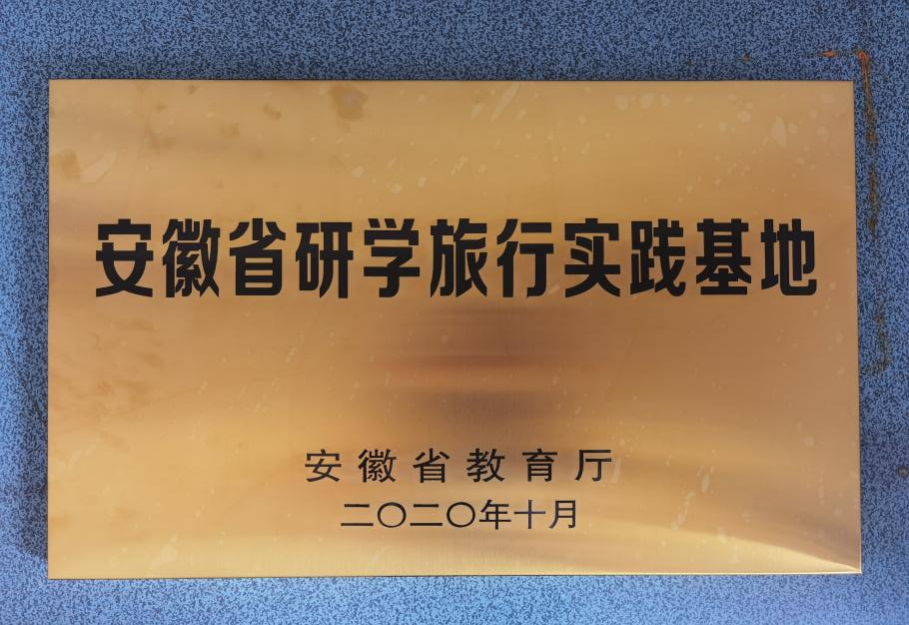 安徽省研学旅行实践基地
安徽省教育厅
二〇二〇年十月